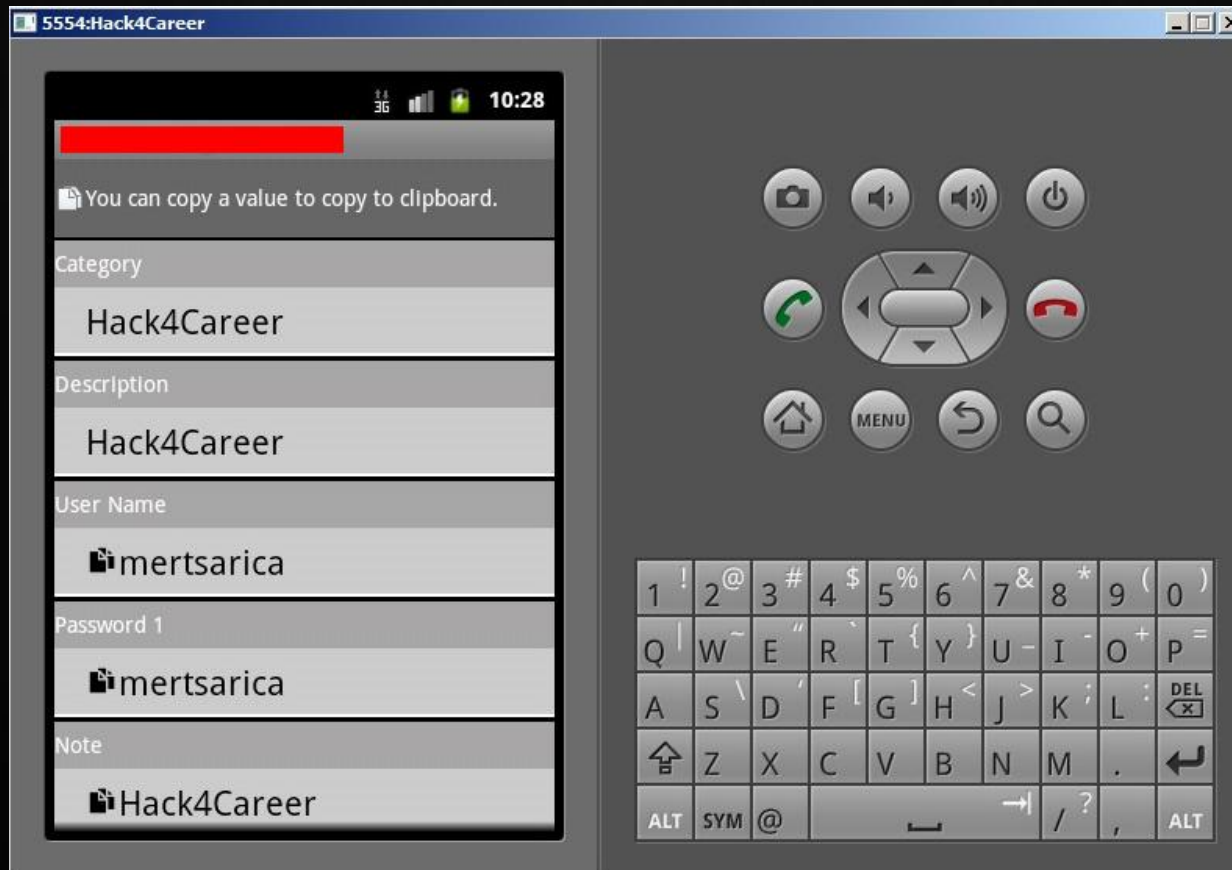 5554:Hack4Career
3G 10:28
You can copy a value to copy to clipboard.
Category
Hack4Career
Description
Hack4Career
User Name
mertsarica
Password 1
mertsarica
Note
Hack4Career
MENU
1 ! 2 @ 3 # 4 $ 5 % 6 ^ 7 & 8 * 9 ( 0 )
Q | W ~ E " R ` T { Y } U _ I - O + P =
A S \ D ' F [ G ] H < J > K ; L : DEL
Z X C V B N M .
ALT SYM @ / ? , ALT